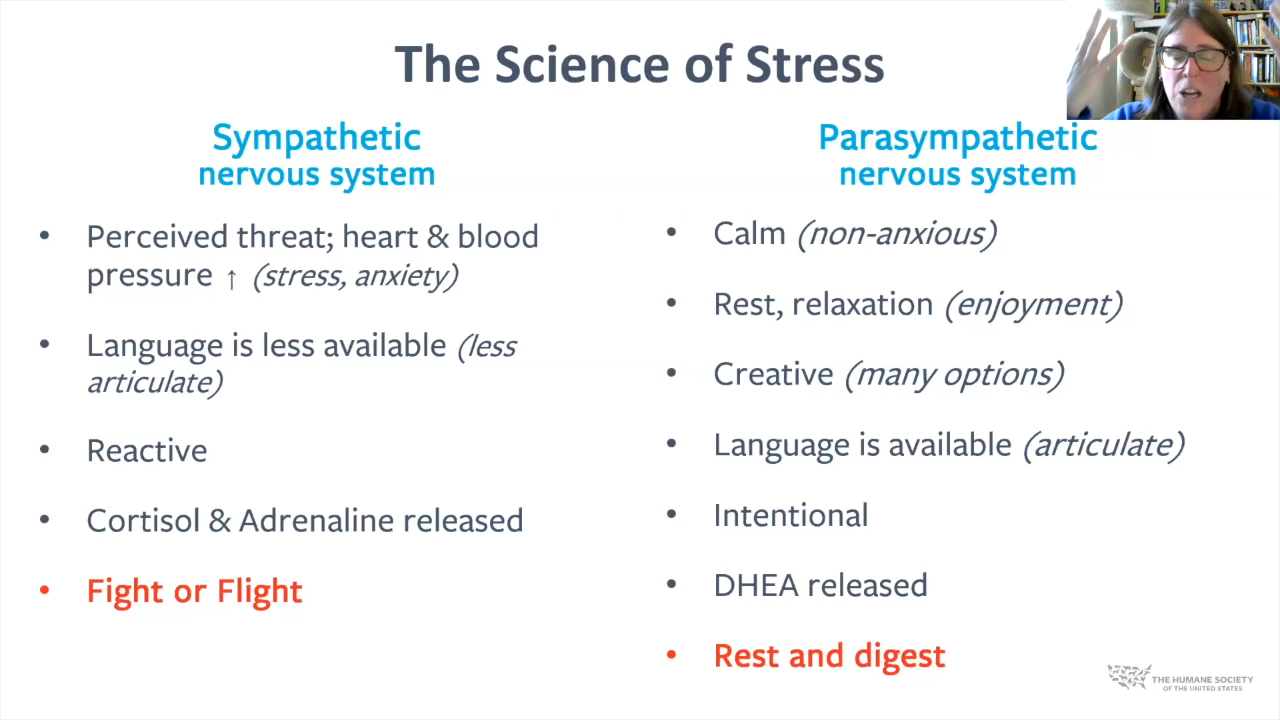 The Science of Stress
Sympathetic
nervous system
• Perceived threat; heart & blood
pressure ↑ (stress, anxiety)
• Language is less available (less
articulate)
• Reactive
• Cortisol & Adrenaline released
• Fight or Flight
Parasympathetic
nervous system
• Calm (non-anxious)
• Rest, relaxation (enjoyment)
• Creative (many options)
• Language is available (articulate)
• Intentional
• DHEA released
• Rest and digest
THE HUMANE SOCIETY
OF THE UNITED STATES